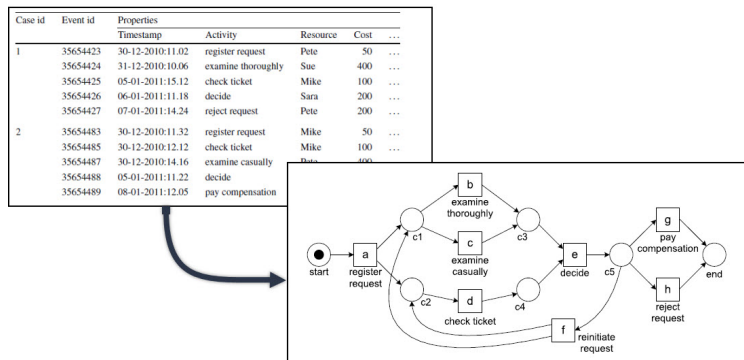 Case id Event id Properties
Timestamp Activity Resource Cost ...
1 35654423 30-12-2010:11.02 register request Pete 50 ...
35654424 31-12-2010:10.06 examine thoroughly Sue 400 ...
35654425 05-01-2011:15.12 check ticket Mike 100 ...
35654426 06-01-2011:11.18 decide Sara 200 ...
35654427 07-01-2011:14.24 reject request Pete 200 ...
2 35654483 30-12-2010:11.32 register request Mike 50 ...
35654485 30-12-2010:12.12 check ticket Mike 100 ...
35654487 30-12-2010:14.16 examine casually
35654488 05-01-2011:11.22 decide
35654489 08-01-2011:12.05 pay compensation
b
examine
thoroughly
g
pay
compensation
c1
c
c3
examine
casually
a
e
start
register
request
decide
c5
end
c2
d
c4
h
check ticket
reject
request
f
reinitiate
request